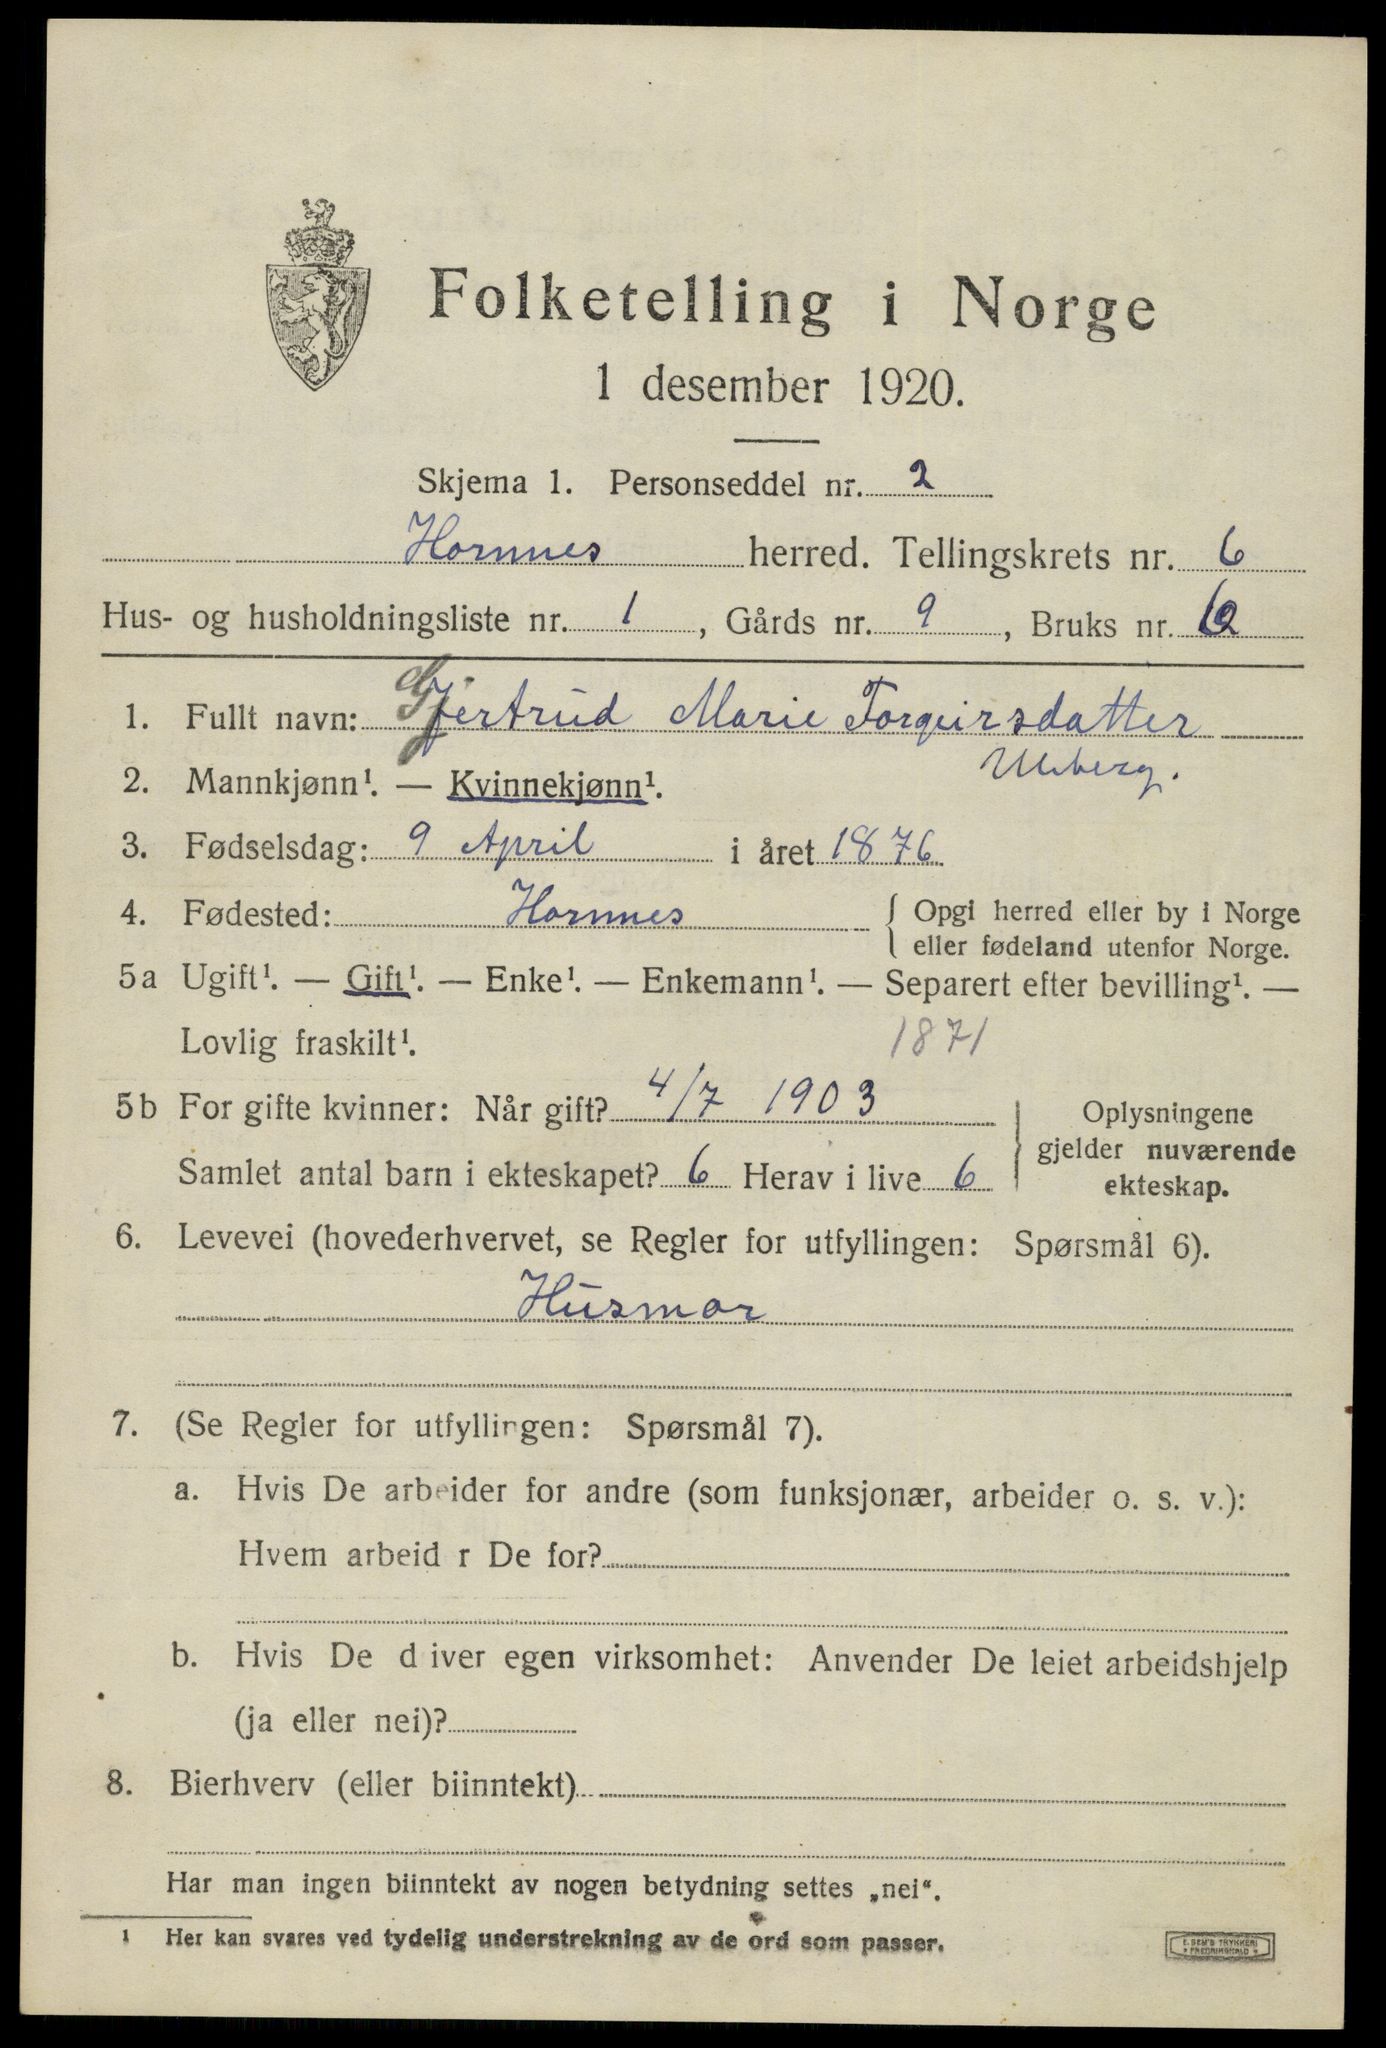 Folketelling i Norge
1 desember 1920.
Skjema 1. Personseddel nr. 2
Hornnes herred. Tellingskrets nr. 6
Hus- og husholdningsliste nr. 1, Gårds nr. 9, Bruks nr.
1. Fullt navn: Gjertrud Marie Torgeirsdatter
2. Mannkjønn¹. — Kvinnekjønn¹.
3. Fødselsdag: 9 April i året 1876
4. Fødested: Hornnes { Opgi herred eller by i Norge
eller fødeland utenfor Norge.
5a Ugift¹. — Gift¹. — Enke¹. — Enkemann¹. — Separert efter bevilling¹. —
Lovlig fraskilt¹. 1871
5b For gifte kvinner: Når gift? 4/7 1903
Samlet antal barn i ekteskapet? 6 Herav i live 6
Oplysningene
gjelder nuværende
ekteskap.
6. Levevei (hovederhvervet, se Regler for utfyllingen: Spørsmål 6).
Husmor
7. (Se Regler for utfyllingen: Spørsmål 7).
a. Hvis De arbeider for andre (som funksjonær, arbeider o. s. v.):
Hvem arbeid r De for?
b. Hvis De d iver egen virksomhet: Anvender De leiet arbeidshjelp
(ja eller nei)?
8. Bierhverv (eller biinntekt)
Har man ingen biinntekt av nogen betydning settes „nei“.
¹ Her kan svares ved tydelig understrekning av de ord som passer.
E. SEM'S TRYKKERI
FREDRIKSHALD